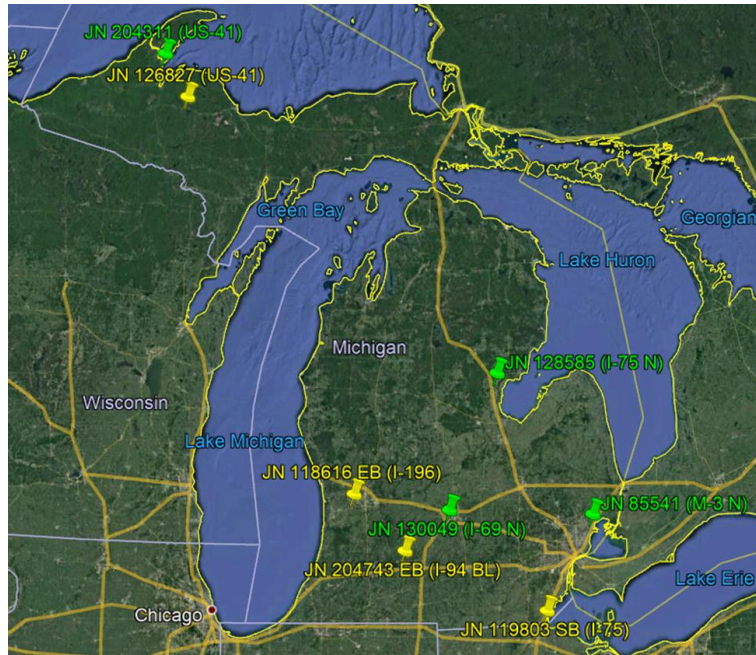 JN 204311 (US-41)
JN 126827 (US-41)
Green Bay
Georgian
Lake Huron
Michigan
JN 128585 (I-75 N)
Wisconsin
Lake Michigan
JN 118616 EB (I-196)
JN 85541 (M-3 N)
JN 130049 (I-69 N)
JN 204743 EB (I-94 BL)
Lake Erie
Chicago
JN 119803 SB (I-75)